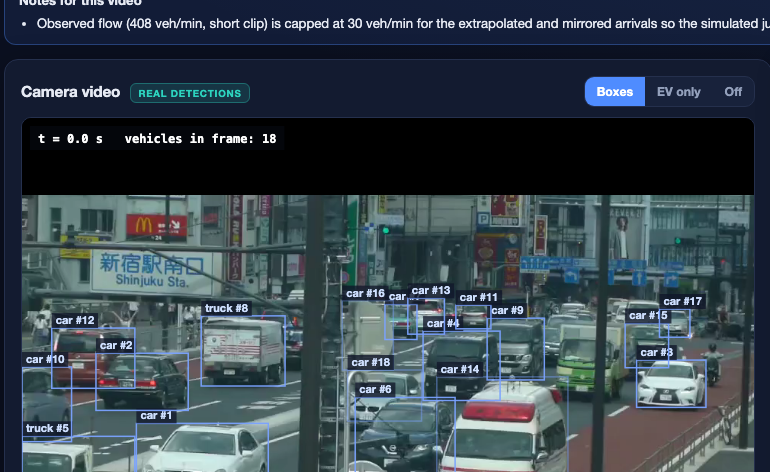 Notes for this video
• Observed flow (408 veh/min, short clip) is capped at 30 veh/min for the extrapolated and mirrored arrivals so the simulated ju
Camera video
REAL DETECTIONS
Boxes
EV only
Off
t = 0.0 s vehicles in frame: 18
新宿駅南口
Shinjuku Sta.
car #16
car
car #13
car #11
car #17
truck #8
car #12
car #4
car #9
car #15
car #2
car #3
car #10
car #18
car #14
car #6
car #1
truck #5